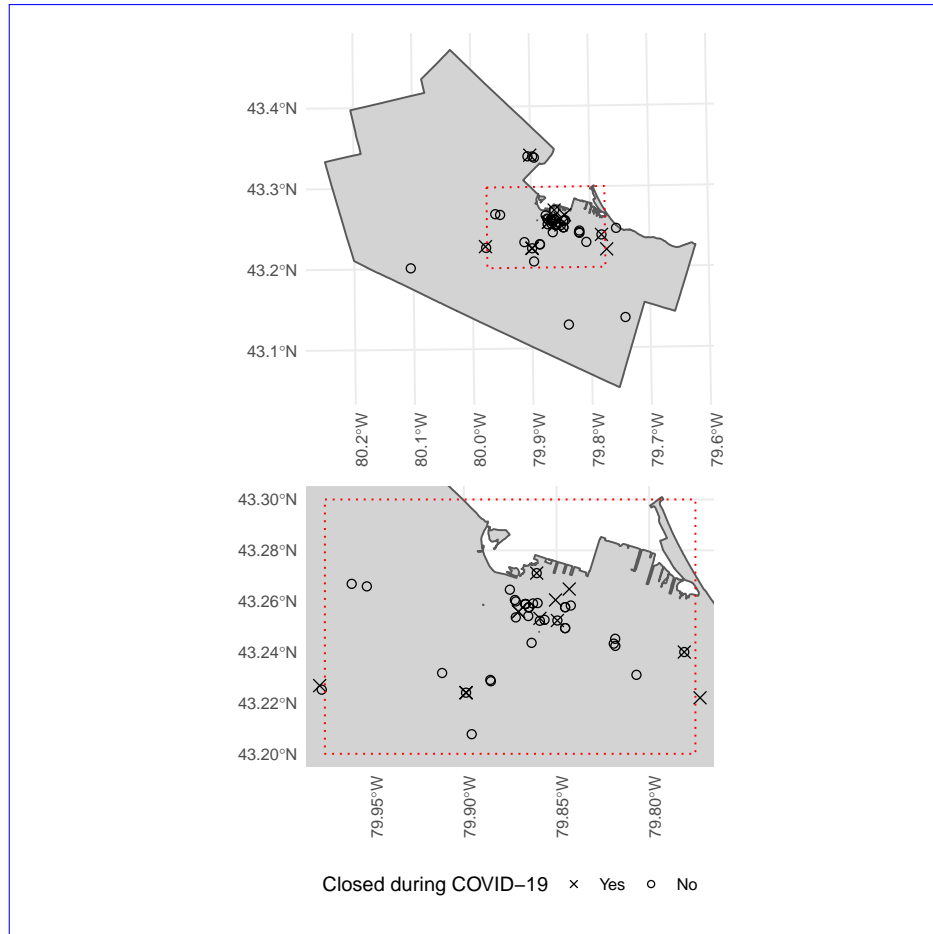 43.4°N
43.3°N
43.2°N
43.1°N
80.2°W
80.1°W
80.0°W
79.9°W
79.8°W
79.7°W
79.6°W
43.30°N
43.28°N
43.26°N
43.24°N
43.22°N
43.20°N
79.95°W
79.90°W
79.85°W
79.80°W
Closed during COVID−19 Yes No